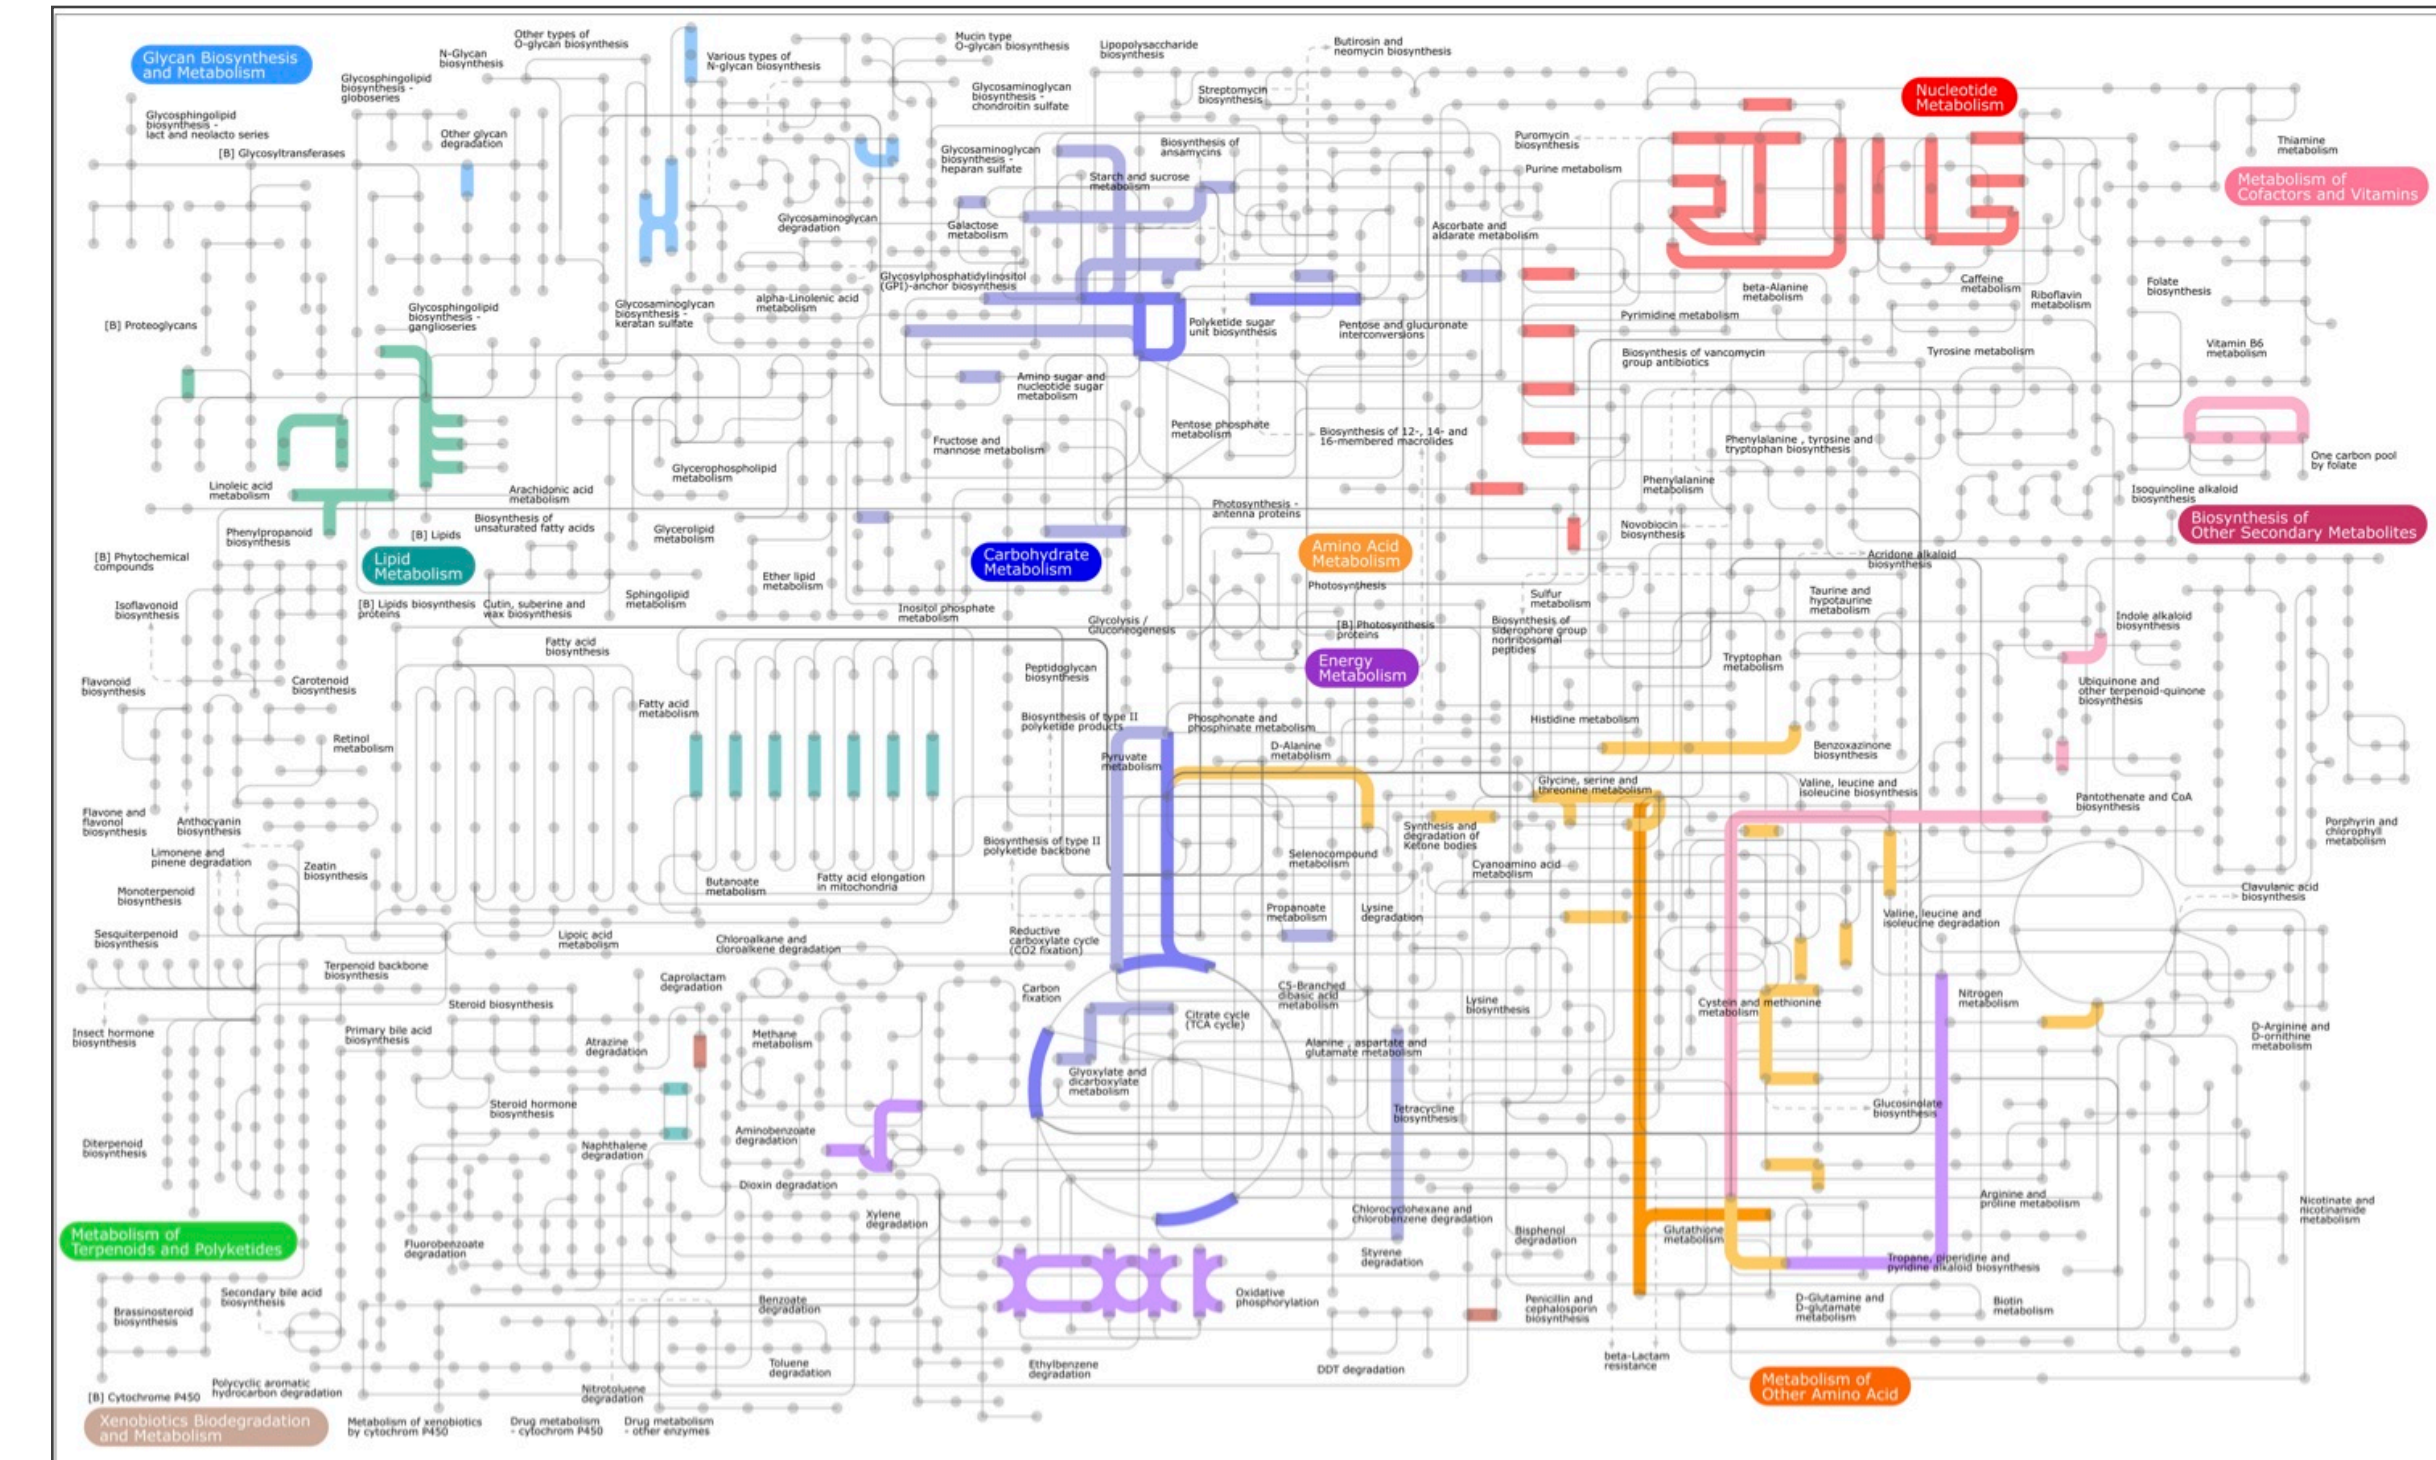 Glycan Biosynthesis
and Metabolism
N-Glycan
biosynthesis
Other types of
O-glycan biosynthesis
Various types of
N-glycan biosynthesis
Mucin type
O-glycan biosynthesis
Lipopolysaccharide
biosynthesis
Butirosin and
neomycin biosynthesis
Nucleotide
Metabolism
Glycosphingolipid
biosynthesis -
globoseries
Glycosaminoglycan
biosynthesis -
chondroitin sulfate
Streptomycin
biosynthesis
Glycosphingolipid
biosynthesis -
lact and neolacto series
Other glycan
degradation
[B] Glycosyltransferases
Glycosaminoglycan
biosynthesis -
heparan sulfate
Biosynthesis of
ansamycins
Puromycin
biosynthesis
Purine metabolism
Thiamine
metabolism
Metabolism of
Cofactors and Vitamins
Starch and sucrose
metabolism
Glycosaminoglycan
degradation
Galactose
metabolism
Ascorbate and
aldarate metabolism
Glycosylphosphatidylinositol
(GPI)-anchor biosynthesis
Glycosphingolipid
biosynthesis -
ganglioseries
Glycosaminoglycan
biosynthesis -
keratan sulfate
alpha-Linolenic acid
metabolism
[B] Proteoglycans
Polyketide sugar
unit biosynthesis
Pentose and glucuronate
interconversions
beta-Alanine
metabolism
Caffeine
metabolism
Riboflavin
metabolism
Folate
biosynthesis
Pyrimidine metabolism
Biosynthesis of vancomycin
group antibiotics
Tyrosine metabolism
Vitamin B6
metabolism
Amino sugar and
nucleotide sugar
metabolism
Pentose phosphate
metabolism
Biosynthesis of 12-, 14- and
16-membered macrolides
Fructose and
mannose metabolism
Phenylalanine , tyrosine and
tryptophan biosynthesis
One carbon pool
by folate
Glycerophospholipid
metabolism
Linoleic acid
metabolism
Arachidonic acid
metabolism
Phenylalanine
metabolism
Isoquinoline alkaloid
biosynthesis
Photosynthesis -
antenna proteins
Biosynthesis of
Other Secondary Metabolites
Phenylpropanoid
biosynthesis
[B] Lipids
Biosynthesis of
unsaturated fatty acids
Glycerolipid
metabolism
Novobiocin
biosynthesis
[B] Phytochemical
compounds
Lipid
Metabolism
Carbohydrate
Metabolism
Amino Acid
Metabolism
Acridone alkaloid
biosynthesis
Ether lipid
metabolism
Photosynthesis
Isoflavonoid
biosynthesis
[B] Lipids biosynthesis
proteins
Cutin, suberine and
wax biosynthesis
Sphingolipid
metabolism
Inositol phosphate
metabolism
Sulfur
metabolism
Taurine and
hypotaurine
metabolism
Glycolysis /
Gluconeogenesis
[B] Photosynthesis
proteins
Biosynthesis of
siderophore group
nonribosomal
peptides
Indole alkaloid
biosynthesis
Fatty acid
biosynthesis
Energy
Metabolism
Tryptophan
metabolism
Flavonoid
biosynthesis
Carotenoid
biosynthesis
Peptidoglycan
biosynthesis
Ubiquinone and
other terpenoid-quinone
biosynthesis
Fatty acid
metabolism
Biosynthesis of type II
polyketide products
Phosphonate and
phosphinate metabolism
Histidine metabolism
Retinol
metabolism
Pyruvate
metabolism
D-Alanine
metabolism
Benzoxazinone
biosynthesis
Glycine, serine and
threonine metabolism
Valine, leucine and
isoleucine biosynthesis
Pantothenate and CoA
biosynthesis
Flavone and
flavonol
biosynthesis
Anthocyanin
biosynthesis
Synthesis and
degradation of
Ketone bodies
Porphyrin and
chlorophyll
metabolism
Limonene and
pinene degradation
Zeatin
biosynthesis
Biosynthesis of type II
polyketide backbone
Selenocompound
metabolism
Cyanoamino acid
metabolism
Monoterpenoid
biosynthesis
Butanoate
metabolism
Fatty acid elongation
in mitochondria
Clavulanic acid
biosynthesis
Propanoate
metabolism
Lysine
degradation
Valine, leucine and
isoleucine degradation
Sesquiterpenoid
biosynthesis
Lipoic acid
metabolism
Chloroalkane and
cloroalkene degradation
Reductive
carboxylate cycle
(CO2 fixation)
Terpenoid backbone
biosynthesis
Caprolactam
degradation
Carbon
fixation
C5-Branched
dibasic acid
metabolism
Lysine
biosynthesis
Cystein and methionine
metabolism
Nitrogen
metabolism
Steroid biosynthesis
Insect hormone
biosynthesis
Primary bile acid
biosynthesis
Atrazine
degradation
Methane
metabolism
Citrate cycle
(TCA cycle)
Alanine , aspartate and
glutamate metabolism
D-Arginine and
D-ornithine
metabolism
Glyoxylate and
dicarboxylate
metabolism
Steroid hormone
biosynthesis
Tetracycline
biosynthesis
Glucosinolate
biosynthesis
Diterpenoid
biosynthesis
Naphthalene
degradation
Aminobenzoate
degradation
Dioxin degradation
Arginine and
proline metabolism
Nicotinate and
nicotinamide
metabolism
Xylene
degradation
Chlorocyclohexane and
chlorobenzene degradation
Metabolism of
Terpenoids and Polyketides
Fluorobenzoate
degradation
Styrene
degradation
Bisphenol
degradation
Glutathione
metabolism
Tropane, piperidine and
pyridine alkaloid biosynthesis
Secondary bile acid
biosynthesis
Brassinosteroid
biosynthesis
Benzoate
degradation
Oxidative
phosphorylation
Penicillin and
cephalosporin
biosynthesis
D-Glutamine and
D-glutamate
metabolism
Biotin
metabolism
Toluene
degradation
Ethylbenzene
degradation
DDT degradation
beta-Lactam
resistance
Metabolism of
Other Amino Acid
[B] Cytochrome P450
Polycyclic aromatic
hydrocarbon degradation
Nitrotoluene
degradation
Xenobiotics Biodegradation
and Metabolism
Metabolism of xenobiotics
by cytochrom P450
Drug metabolism
- cytochrom P450
Drug metabolism
- other enzymes